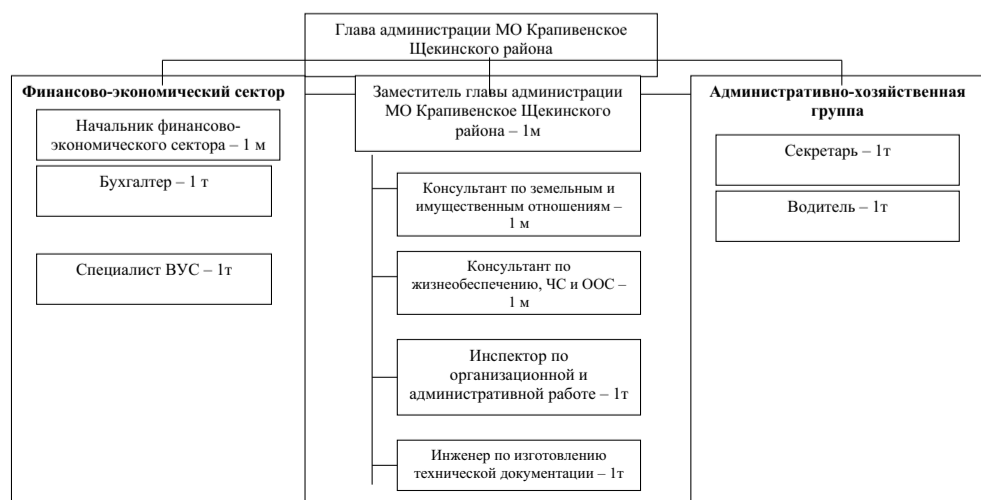 Глава администрации МО Крапивенское
Щекинского района
Финансово-экономический сектор
Начальник финансово-
экономического сектора – 1 м
Бухгалтер – 1 т
Специалист ВУС – 1т
Заместитель главы администрации
МО Крапивенское Щекинского
района – 1м
Консультант по земельным и
имущественным отношениям –
1 м
Консультант по
жизнеобеспечению, ЧС и ООС –
1 м
Инспектор по
организационной и
административной работе – 1т
Инженер по изготовлению
технической документации – 1т
Административно-хозяйственная
группа
Секретарь – 1т
Водитель – 1т